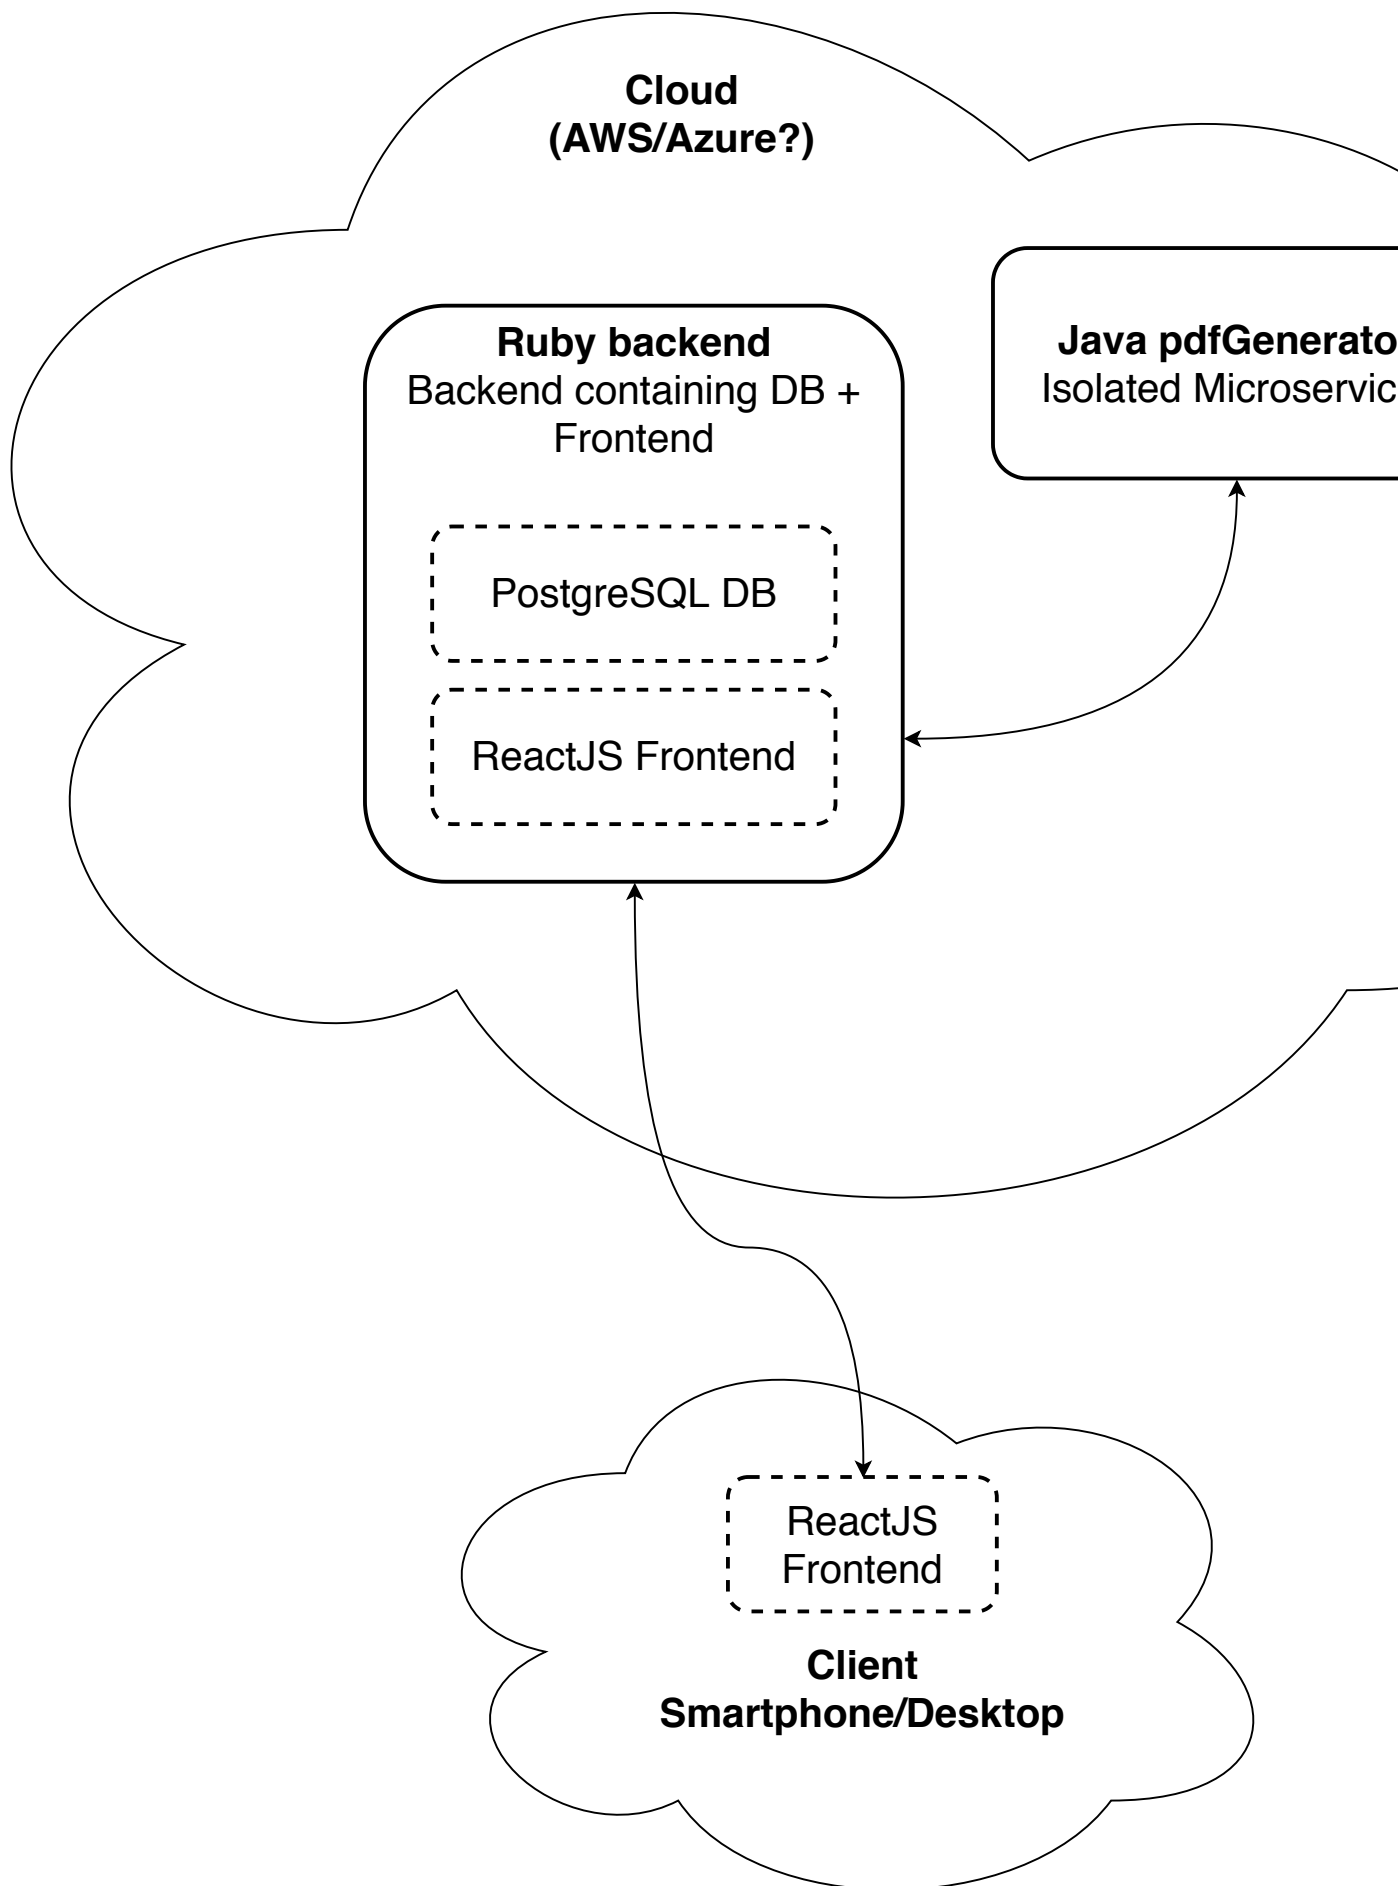 Cloud
(AWS/Azure?)
Ruby backend
Backend containing DB +
Frontend
PostgreSQL DB
ReactJS Frontend
Java pdfGenerato
Isolated Microservic
ReactJS
Frontend
Client
Smartphone/Desktop